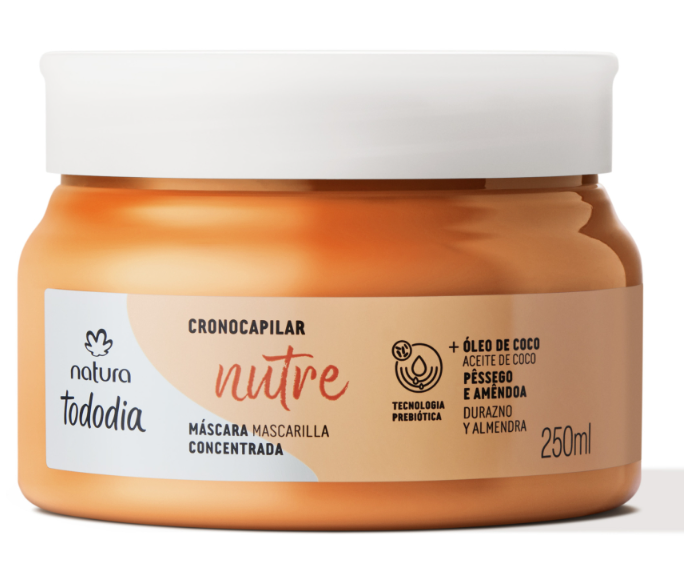 natura
tododia
CRONOCAPILAR
nutre
MÁSCARA MASCARILLA
CONCENTRADA
TECNOLOGIA
PREBIÓTICA
+ ÓLEO DE COCO
ACEITE DE COCO
PÊSSEGO
E AMÊNDOA
DURAZNO
Y ALMENDRA
250ml